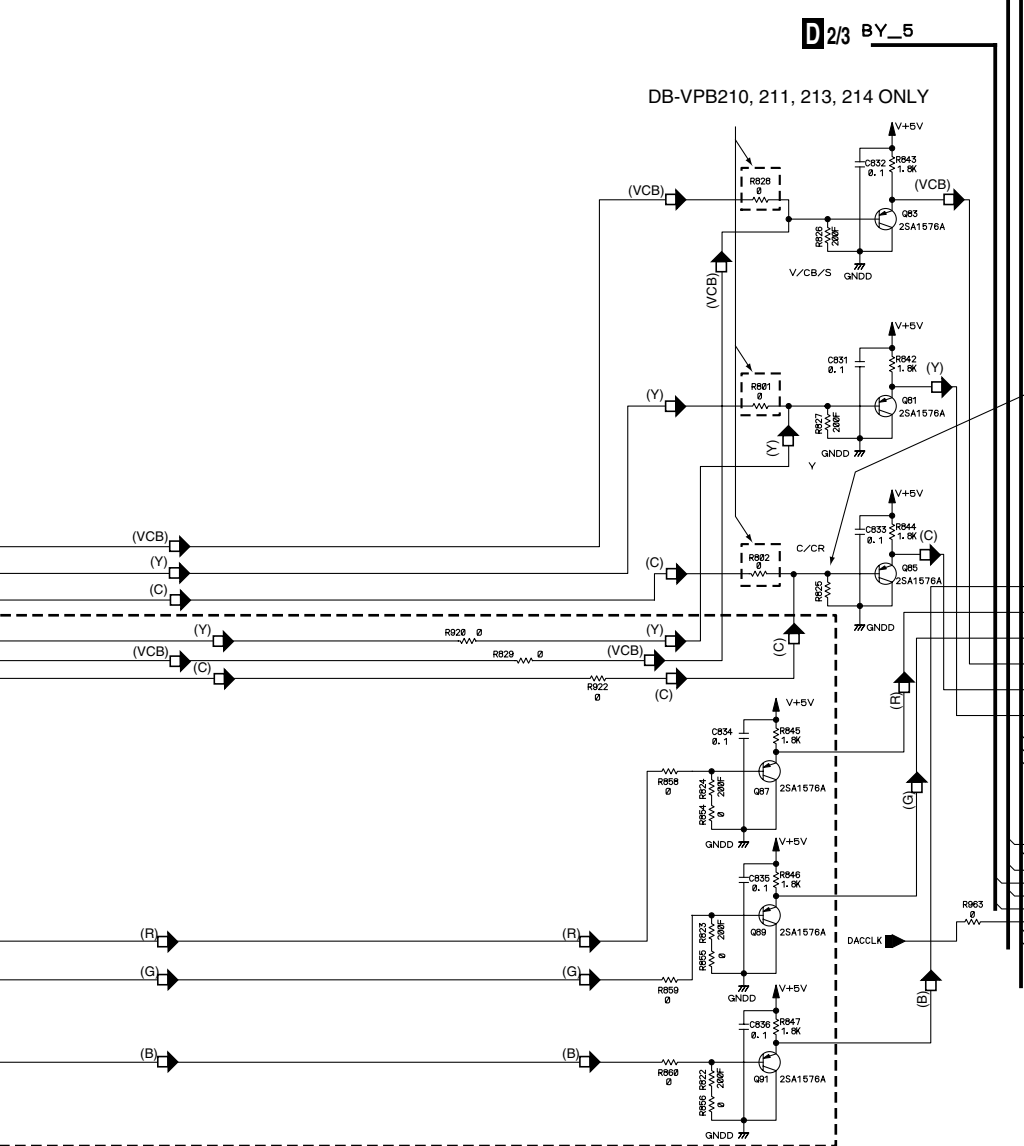 D 2/3 BY_5
DB-VPB210, 211, 213, 214 ONLY
V+5V
C832
0.1
R843
1.8K
R828
0
(VCB)
(VCB)
Q83
2SA1576A
R826
200F
V/CB/S
GNDD
(VCB)
V+5V
C831
0.1
R842
1.8K
(Y)
R801
0
(Y)
Q81
2SA1576A
R827
200F
(Y)
GNDD
Y
V+5V
C833
0.1
R844
1.8K
(C)
(VCB)
(Y)
(C)
R802
0
C/CR
(C)
Q85
2SA1576A
R825
GNDD
(Y)
R920 0
(Y)
(C)
(VCB)
R829 0
(VCB)
(C)
R922
0
(C)
(R)
V+5V
C834
0.1
R845
1.8K
R858
0
R824
200F
R854 0
Q87
2SA1576A
(G)
GNDD
V+5V
C835
0.1
R846
1.8K
R963
0
(R)
(R)
R823
200F
R855 0
Q89
2SA1576A
DACCLK
(G)
(G)
R859
0
GNDD
V+5V
(B)
C836
0.1
R847
1.8K
(B)
(B)
R860
0
R822
200F
R856 0
Q91
2SA1576A
GNDD